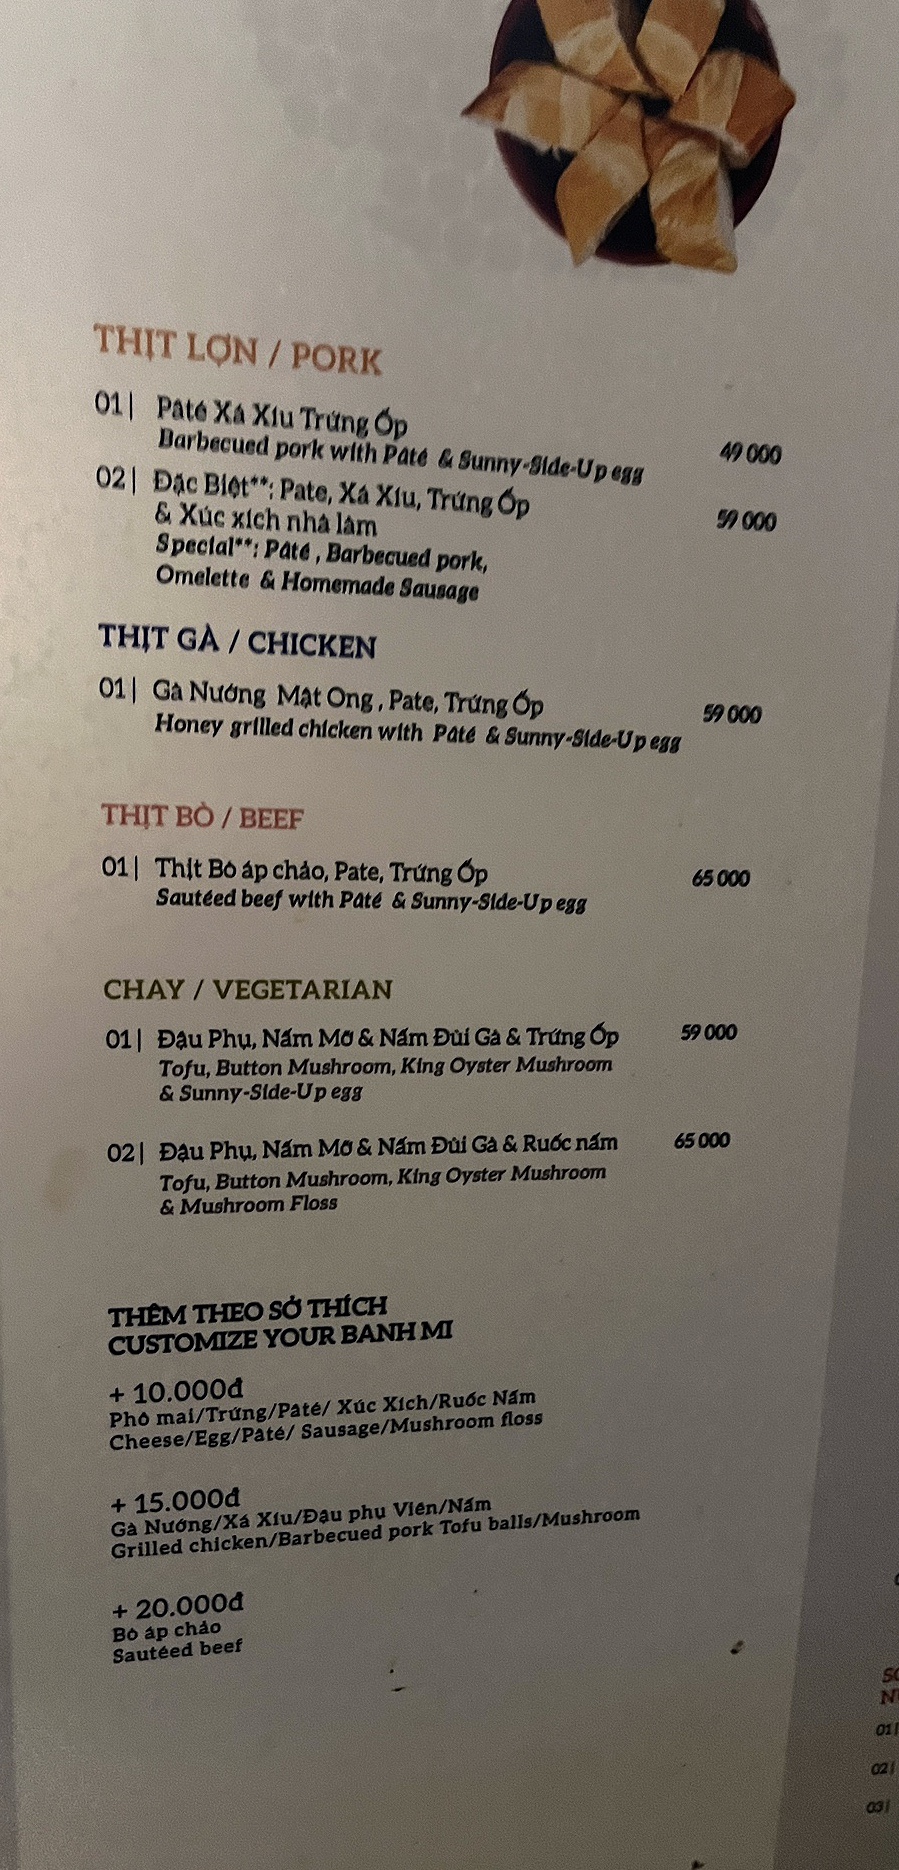 THỊT LỢN / PORK
01| Pâté Xá Xíu Trứng Ốp
Barbecued pork with Pâté & Sunny-Side-Up egg
49 000
02| Đặc Biệt**: Pate, Xá Xíu, Trứng Ốp
& Xúc xích nhà làm
59 000
Special**: Pâté , Barbecued pork,
Omelette & Homemade Sausage
THỊT GÀ / CHICKEN
01| Gà Nướng Mật Ong , Pate, Trứng Ốp
59 000
Honey grilled chicken with Pâté & Sunny-Side-Up egg
THỊT BÒ / BEEF
01| Thịt Bò áp chảo, Pate, Trứng Ốp
65 000
Sautéed beef with Pâté & Sunny-Side-Up egg
CHAY / VEGETARIAN
01| Đậu Phụ, Nấm Mỡ & Nấm Đùi Gà & Trứng Ốp 59 000
Tofu, Button Mushroom, King Oyster Mushroom
& Sunny-Side-Up egg
02| Đậu Phụ, Nấm Mỡ & Nấm Đùi Gà & Ruốc nấm 65 000
Tofu, Button Mushroom, King Oyster Mushroom
& Mushroom Floss
THÊM THEO SỞ THÍCH
CUSTOMIZE YOUR BANH MI
+ 10.000đ
Phô mai/Trứng/Pâté/ Xúc Xích/Ruốc Nấm
Cheese/Egg/Pâté/ Sausage/Mushroom floss
+ 15.000đ
Gà Nướng/Xá Xíu/Đậu phụ Viên/Nấm
Grilled chicken/Barbecued pork Tofu balls/Mushroom
+ 20.000đ
Bò áp chảo
Sautéed beef
01|
02|
03|